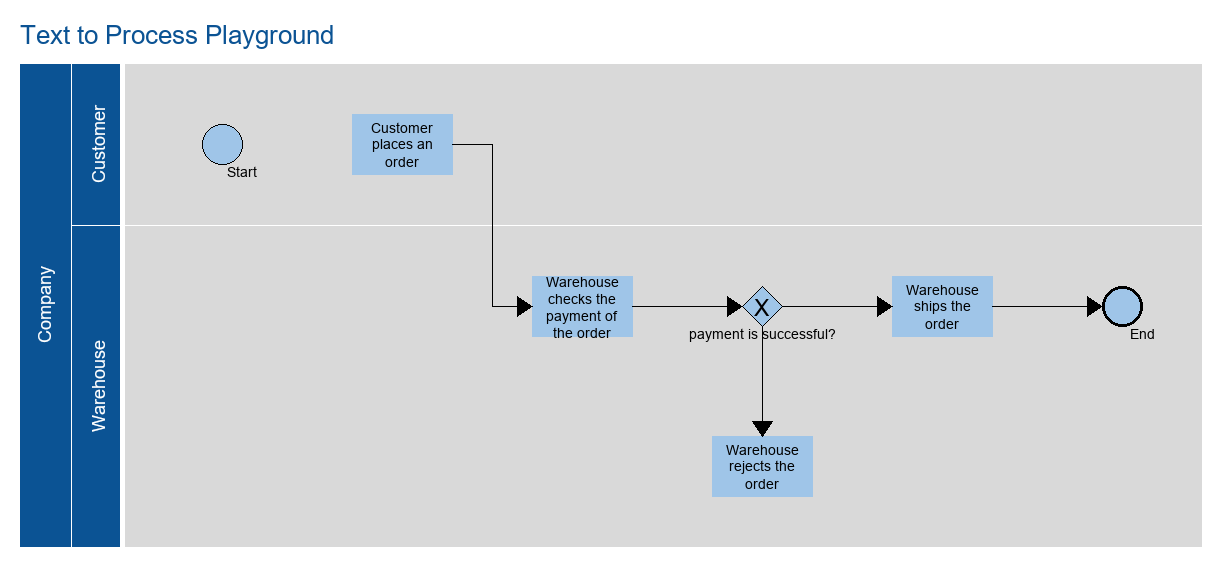 Text to Process Playground
Company
Customer
Start
Customer
places an
order
Warehouse
Warehouse
checks the
payment of
the order
X
payment is successful?
Warehouse
ships the
order
End
Warehouse
rejects the
order